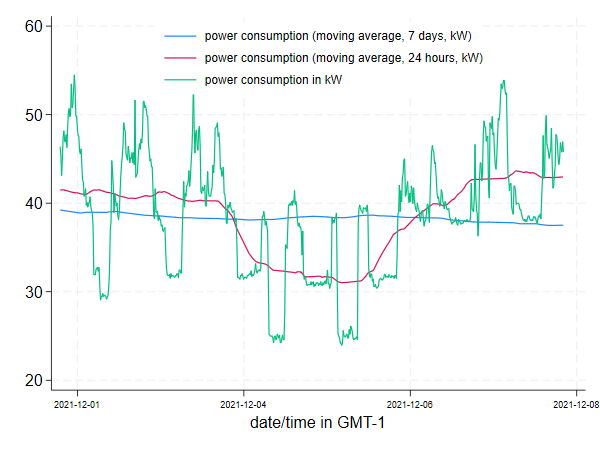 power consumption (moving average, 7 days, kW)
power consumption (moving average, 24 hours, kW)
power consumption in kW
60
50
40
30
20
2021-12-01
2021-12-04
2021-12-06
2021-12-08
date/time in GMT-1